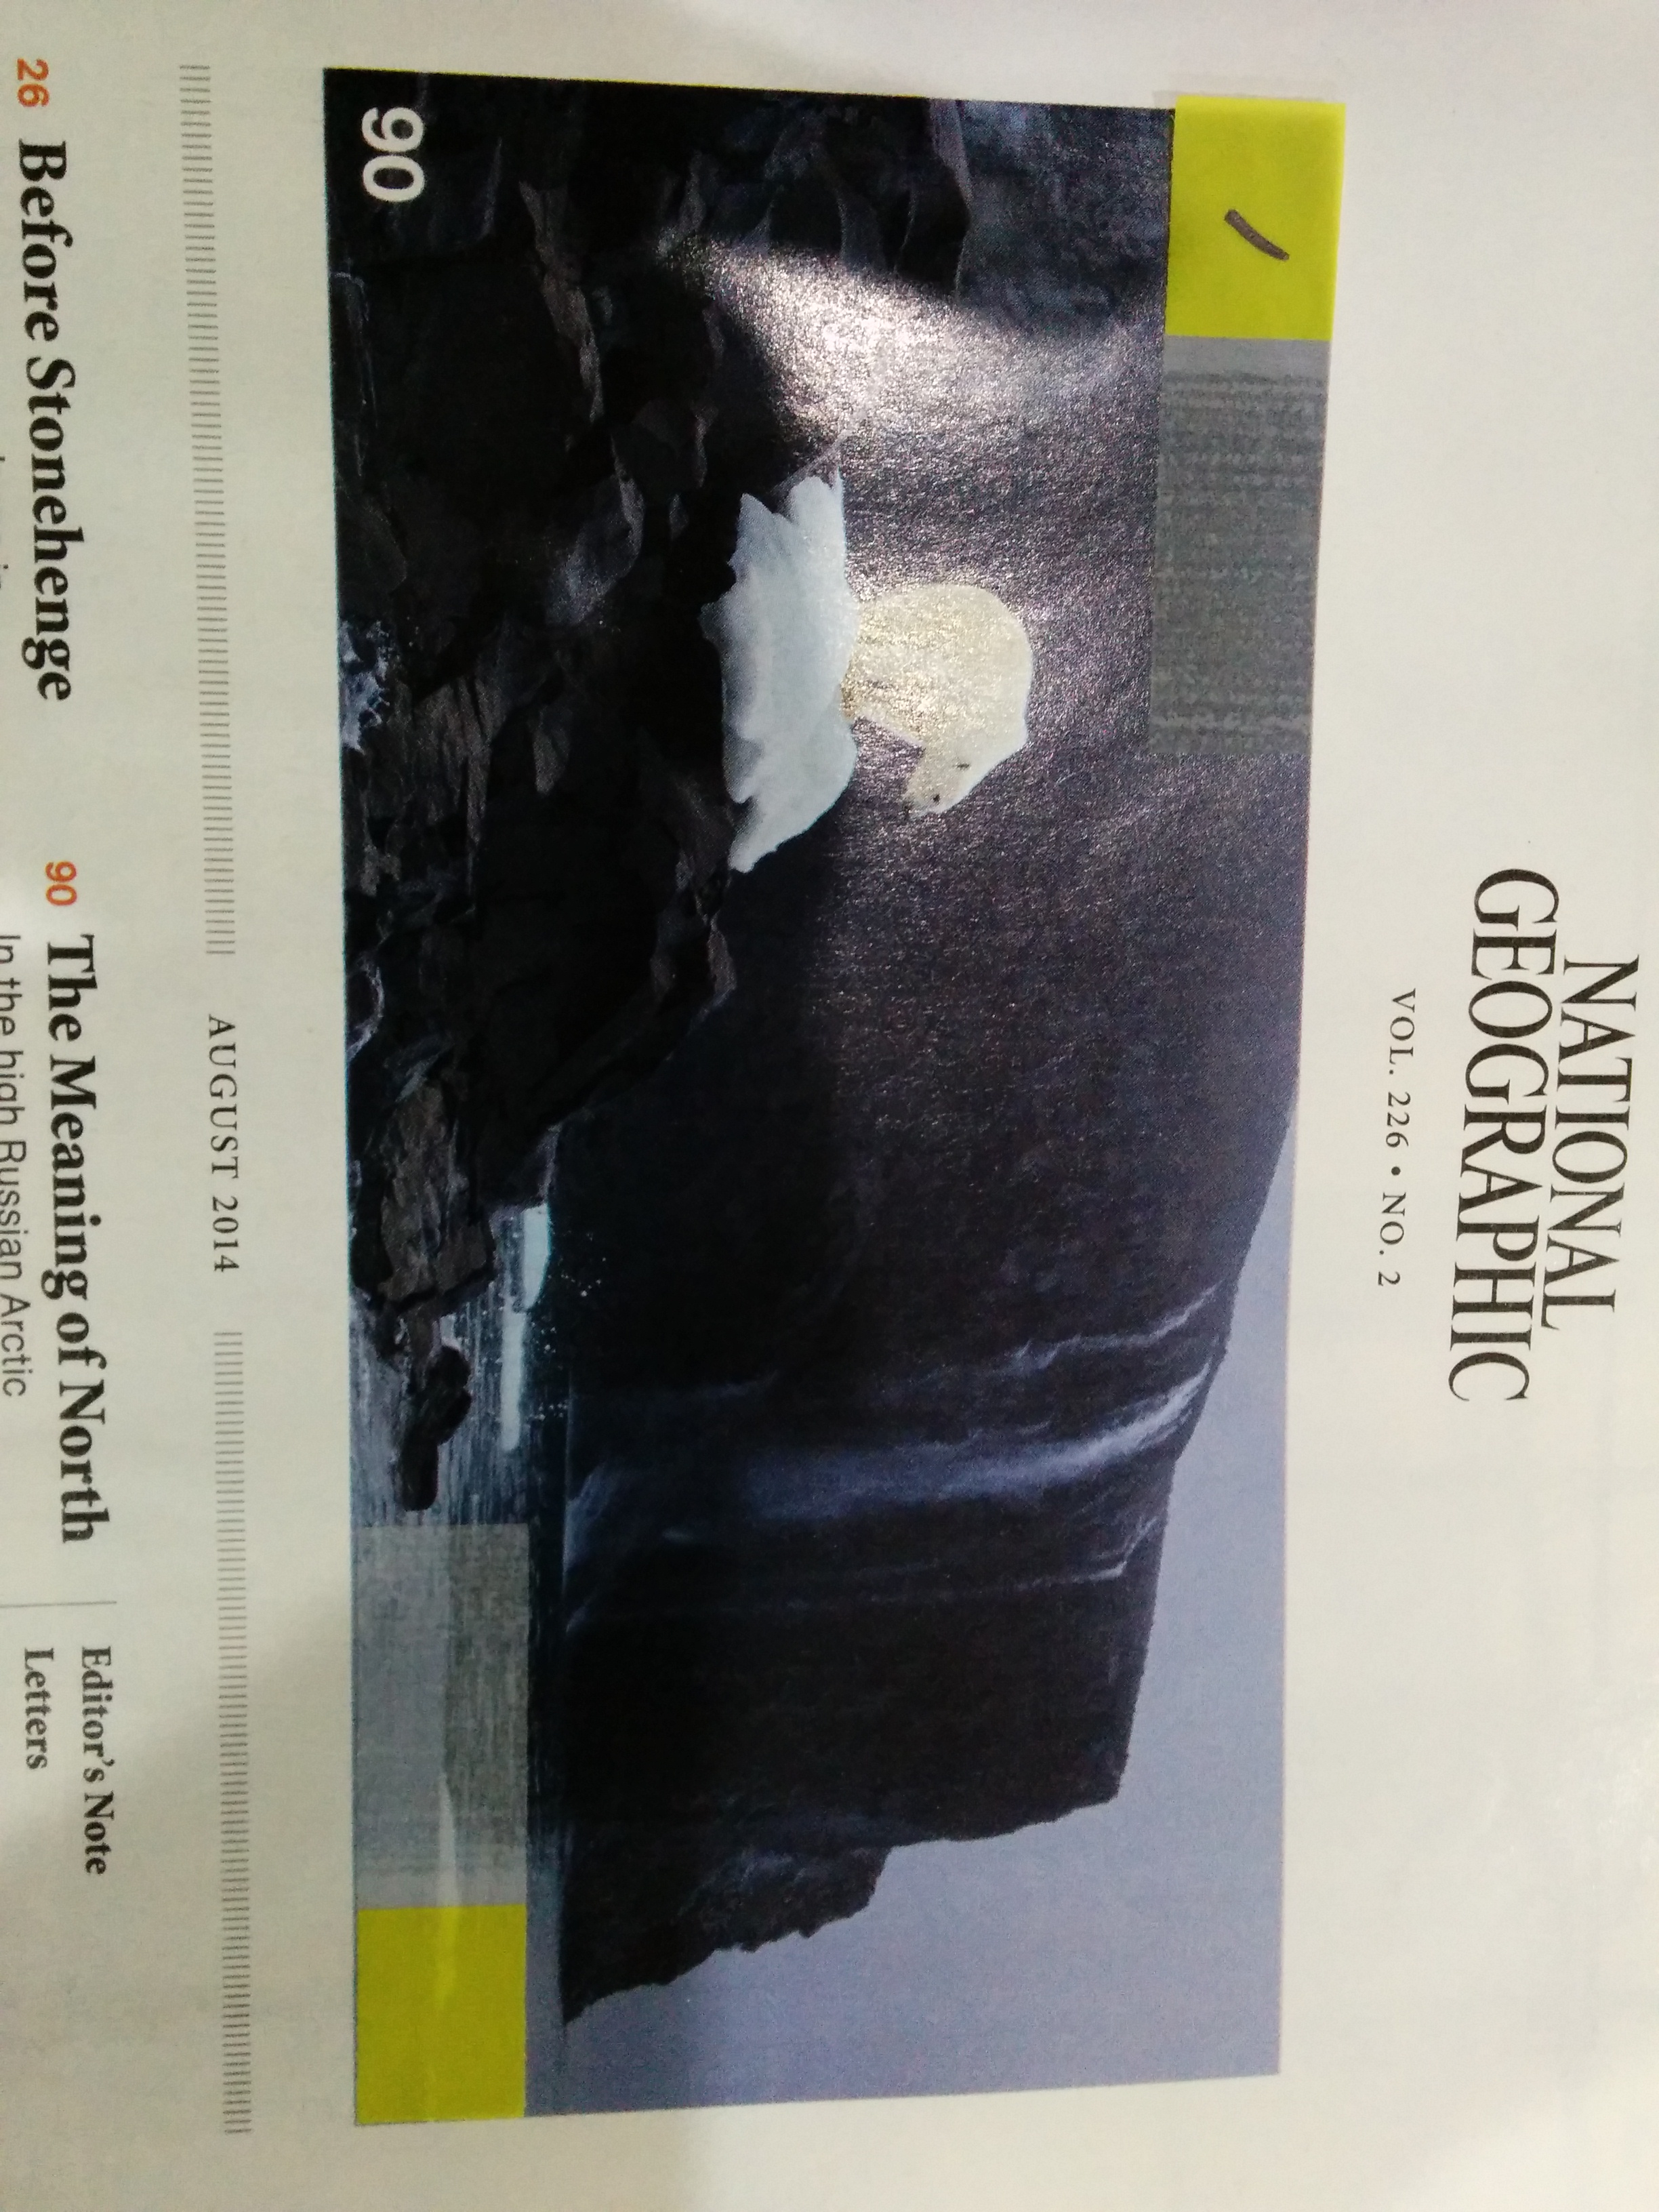 NATIONAL
GEOGRAPHIC
VOL. 226 • NO. 2
90
AUGUST 2014
26 Before Stonehenge
90 The Meaning of North
In the high Russian Arctic
Editor's Note
Letters